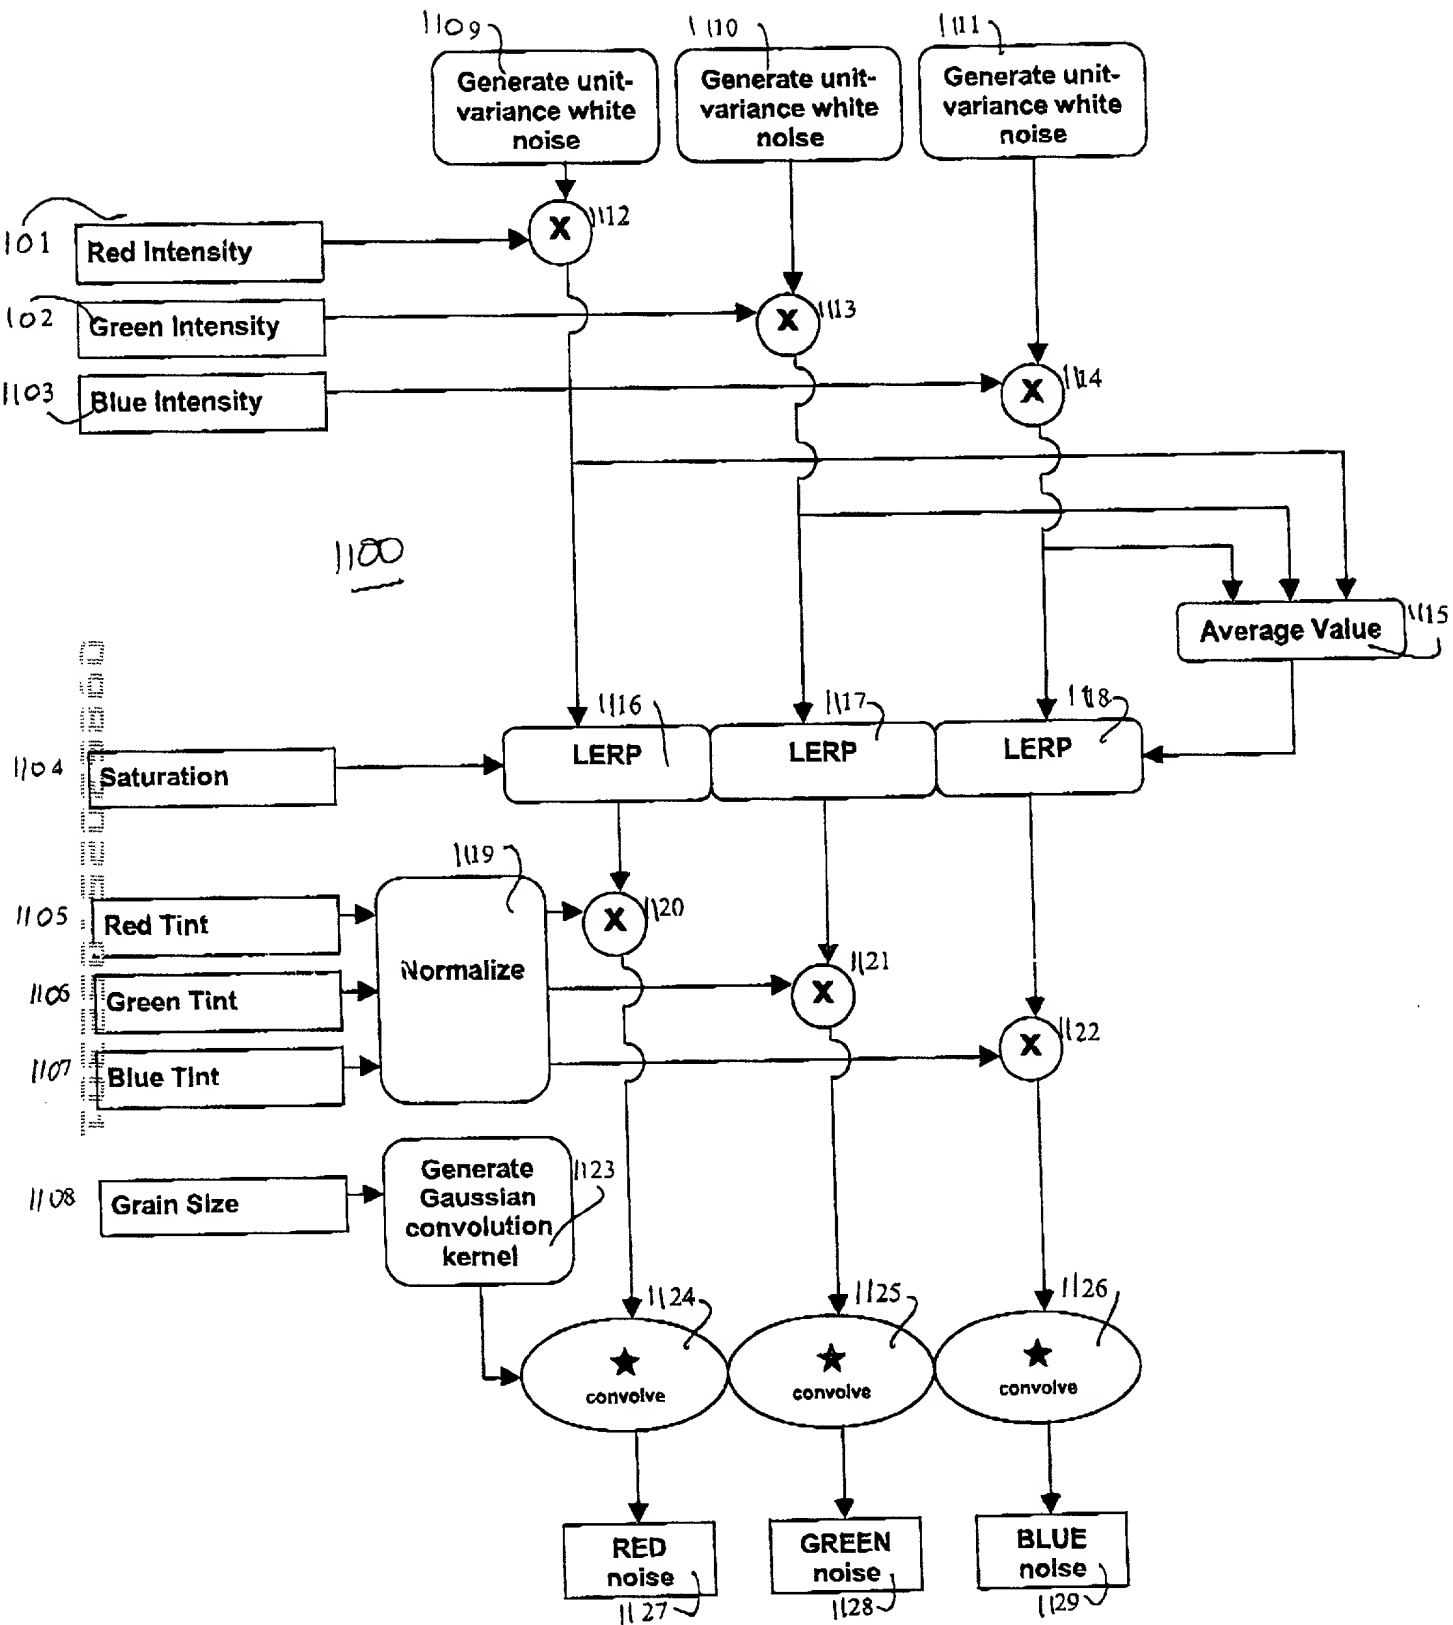 1109
1110
1111
Generate unit-
variance white
noise
Generate unit-
variance white
noise
Generate unit-
variance white
noise
X
1112
101
Red Intensity
102
Green Intensity
X
1113
1103
Blue Intensity
X
1114
1100
Average Value
1115
1116
1117
1118
LERP
LERP
LERP
1104
Saturation
1119
1105
Red Tint
X
1120
Normalize
1106
Green Tint
X
1121
1107
Blue Tint
X
1122
1108
Grain Size
Generate
Gaussian
convolution
kernel
1123
1124
1125
1126
★
convolve
★
convolve
★
convolve
RED
noise
GREEN
noise
BLUE
noise
1127
1128
1129